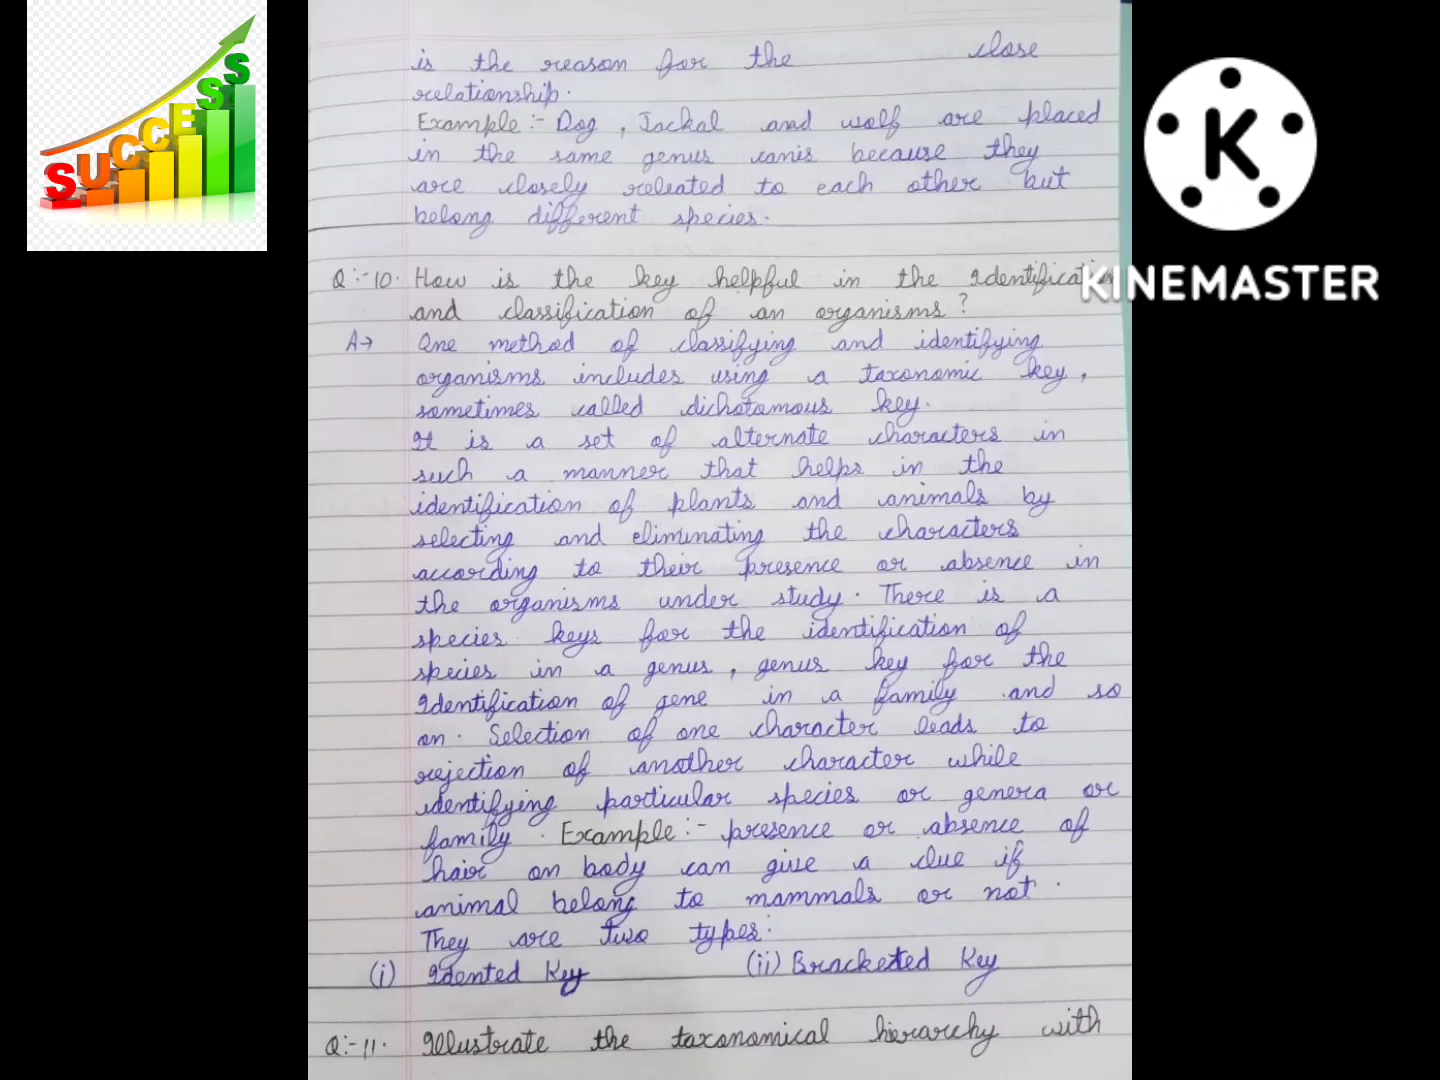 SUCCESS
is the reason for the close
relationship.
Example :- Dog , Jackal and wolf are placed
in the same genus canis because they
are closely releated to each other but
belong different species.
Q:-10. How is the key helpful in the Identificati
and classification of an organisms ?
A→ One method of classifying and identifying
organisms includes using a taxonomic key ,
sometimes called dichotomous key.
It is a set of alternate characters in
such a manner that helps in the
identification of plants and animals by
selecting and eliminating the characters
according to their presence or absence in
the organisms under study. There is a
species keys for the identification of
species in a genus , genus key for the
Identification of gene in a family and so
on. Selection of one character leads to
rejection of another character while
identifying particular species or genera or
family . Example :- presence or absence of
hair on body can give a clue if
animal belong to mammals or not .
They are two types:
(i) Idented Key (ii) Bracketed Key
Q:-11. Illustrate the taxonomical hierarchy with
K
KINEMASTER